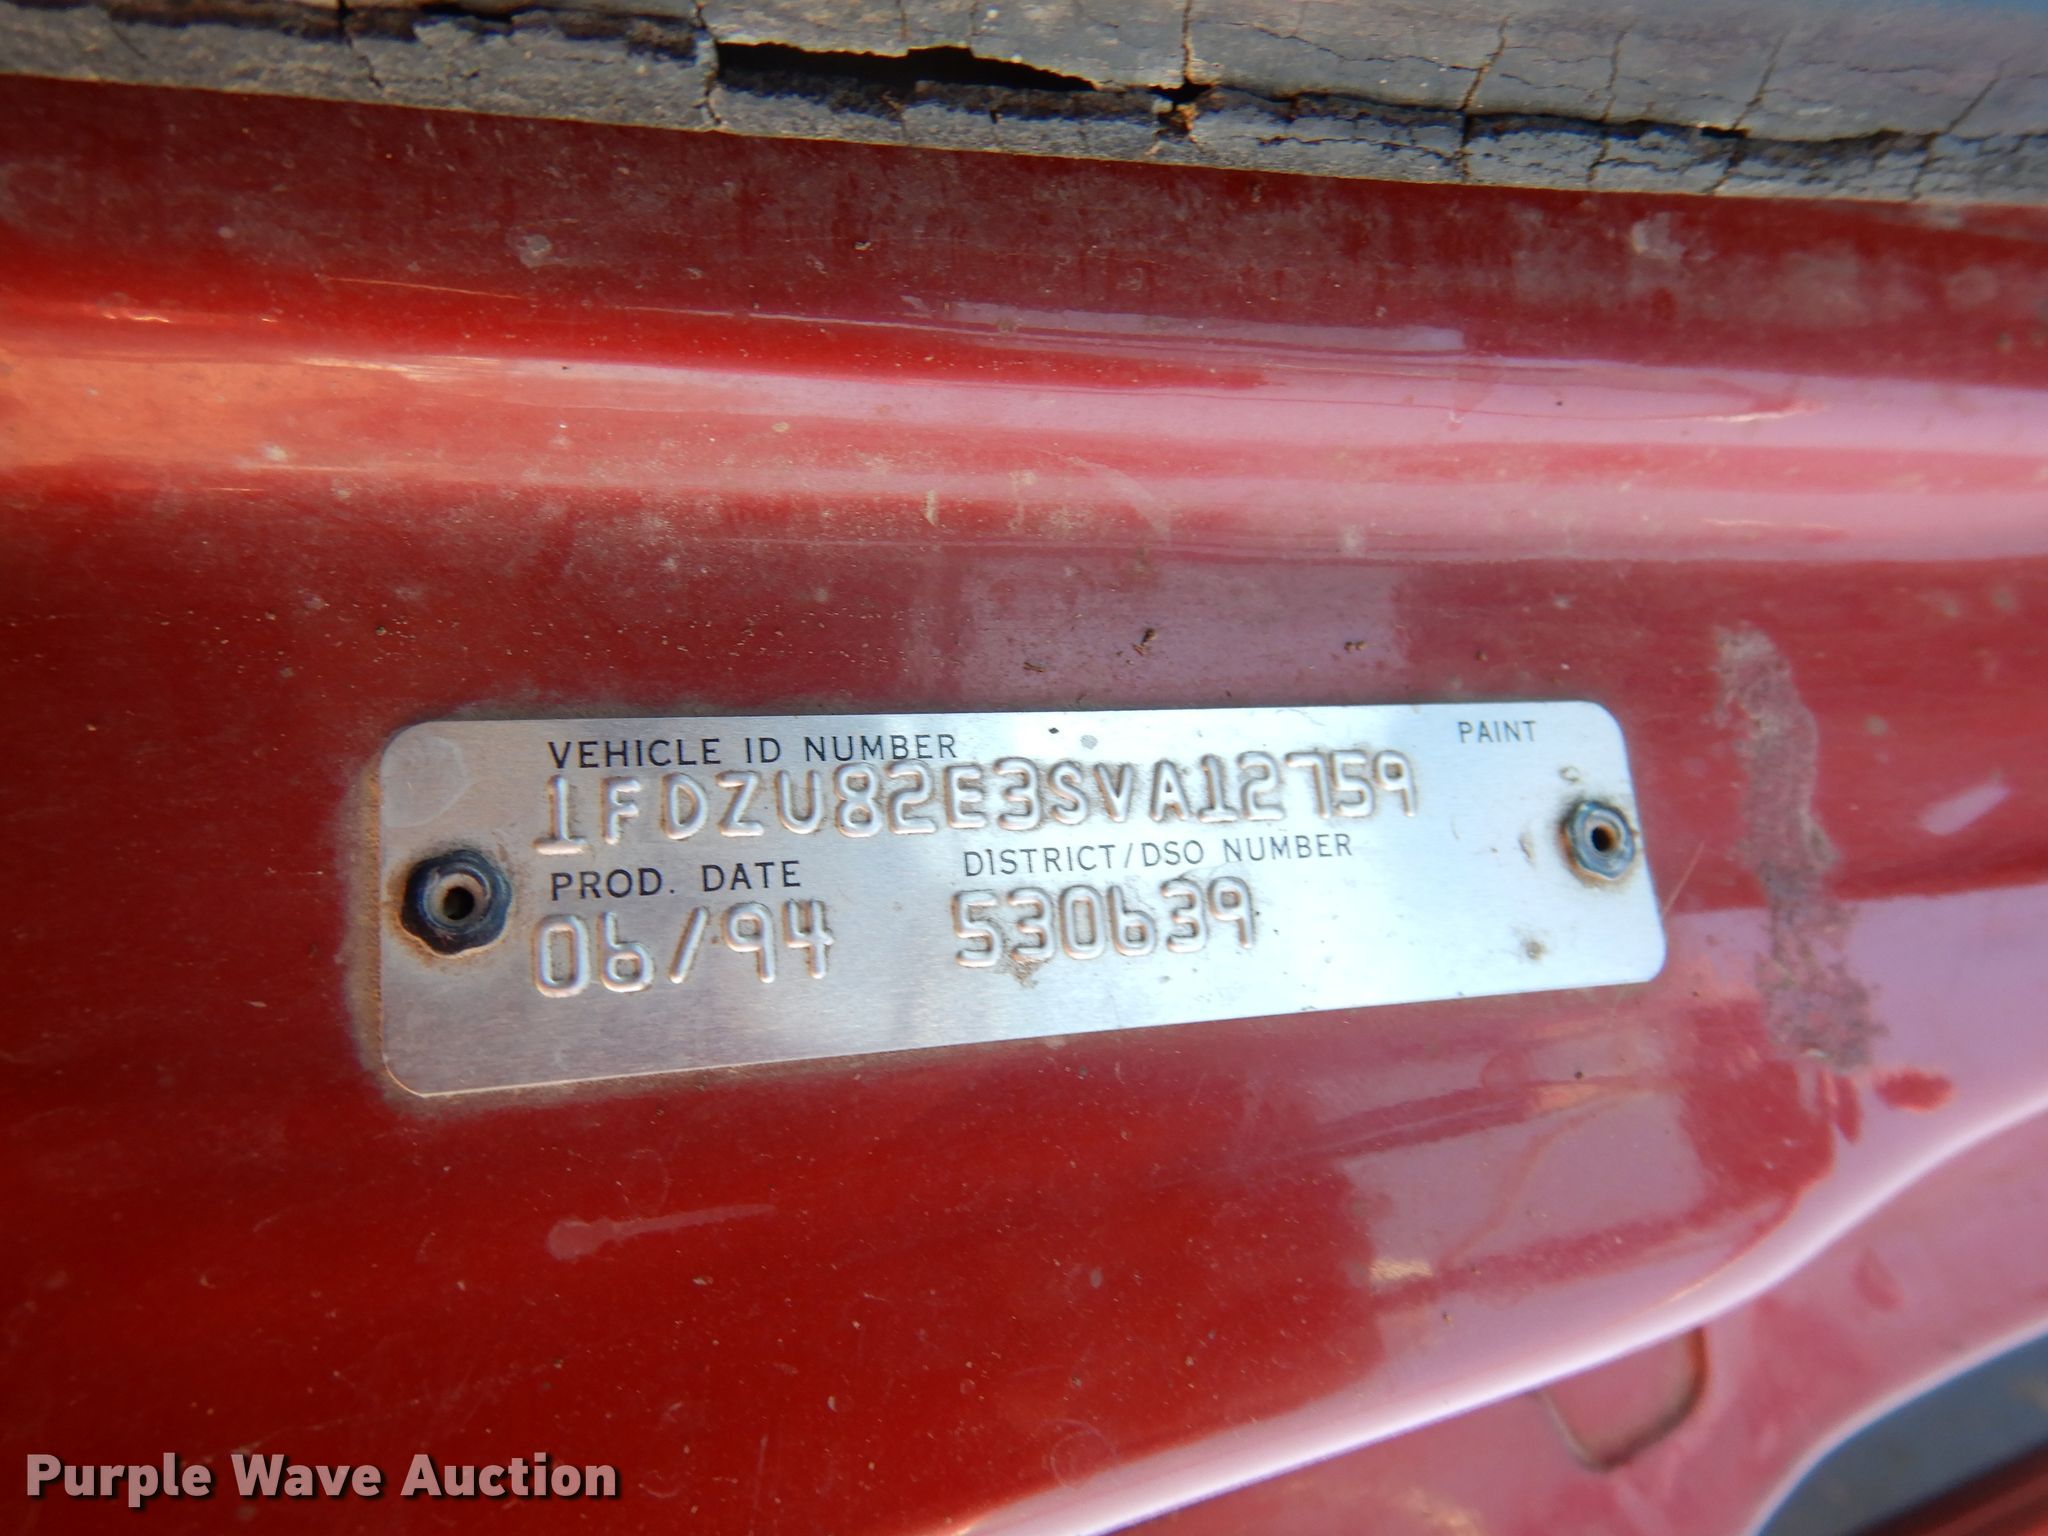 VEHICLE ID NUMBER PAINT
1FDZU82E3SVA12759
PROD. DATE DISTRICT/DSO NUMBER
06/94 530639
Purple Wave Auction